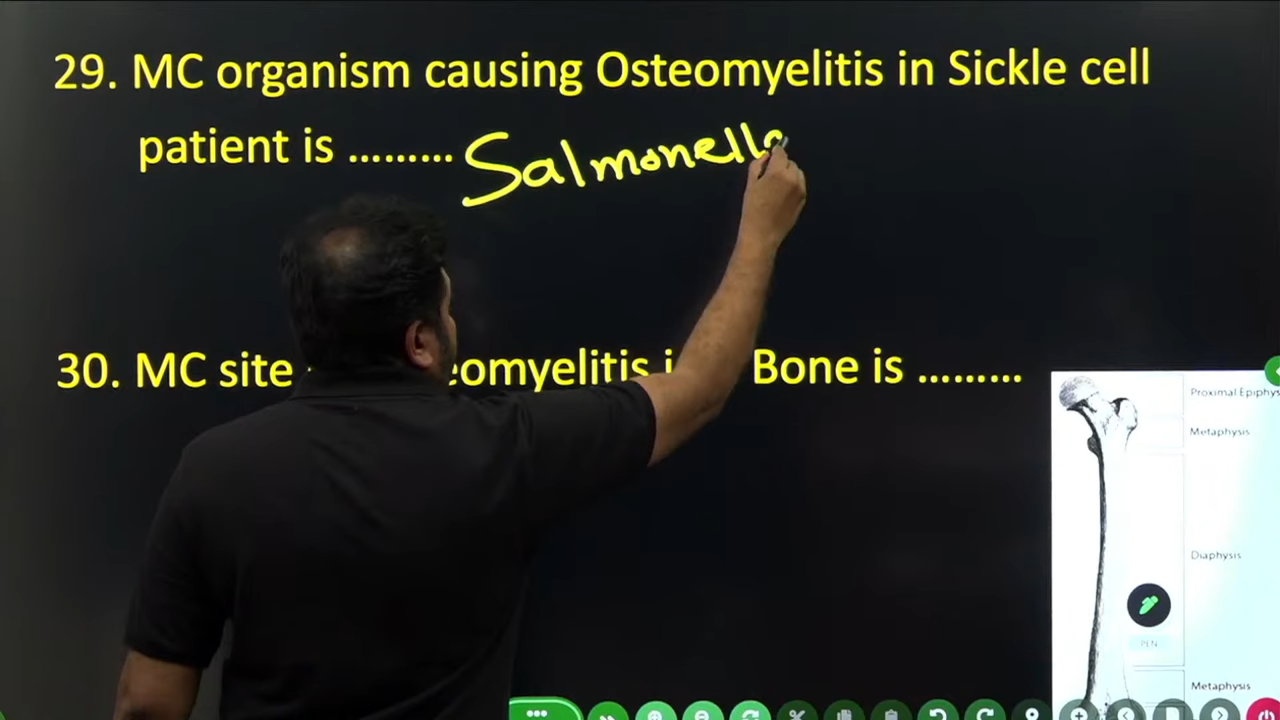 29. MC organism causing Osteomyelitis in Sickle cell
patient is ……… Salmonella
30. MC site eomyelitis i Bone is ………
Proximal Epiphys
Metaphysis
Diaphysis
PEN
Metaphysis